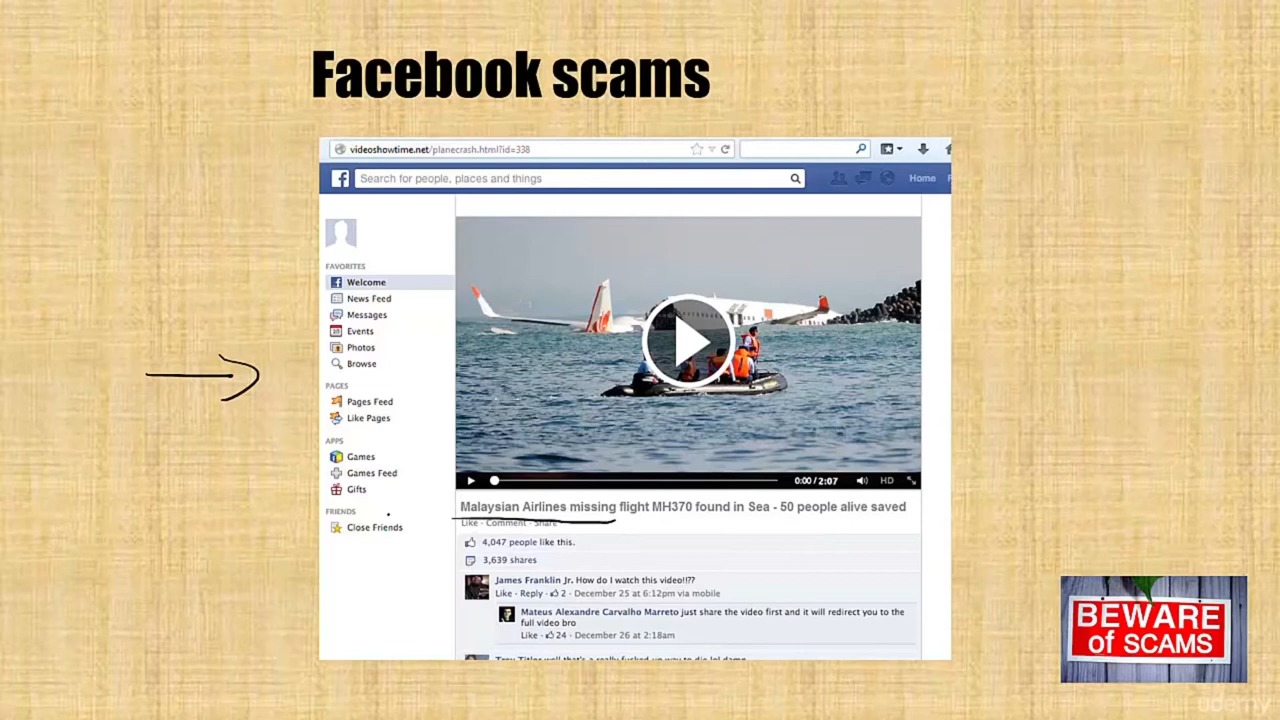 Facebook scams
videoshowtime.net/planecrash.html?id=338
Search for people, places and things
Home
FAVORITES
Welcome
News Feed
Messages
Events
Photos
Browse
PAGES
Pages Feed
Like Pages
APPS
Games
Games Feed
Gifts
FRIENDS
Close Friends
0:00 / 2:07
HD
Malaysian Airlines missing flight MH370 found in Sea - 50 people alive saved
Like · Comment · Share
4,047 people like this.
3,639 shares
James Franklin Jr. How do I watch this video!!??
Like · Reply · 2 · December 25 at 6:12pm via mobile
Mateus Alexandre Carvalho Marreto just share the video first and it will redirect you to the
full video bro
Like · 24 · December 26 at 2:18am
BEWARE
of SCAMS
udemy